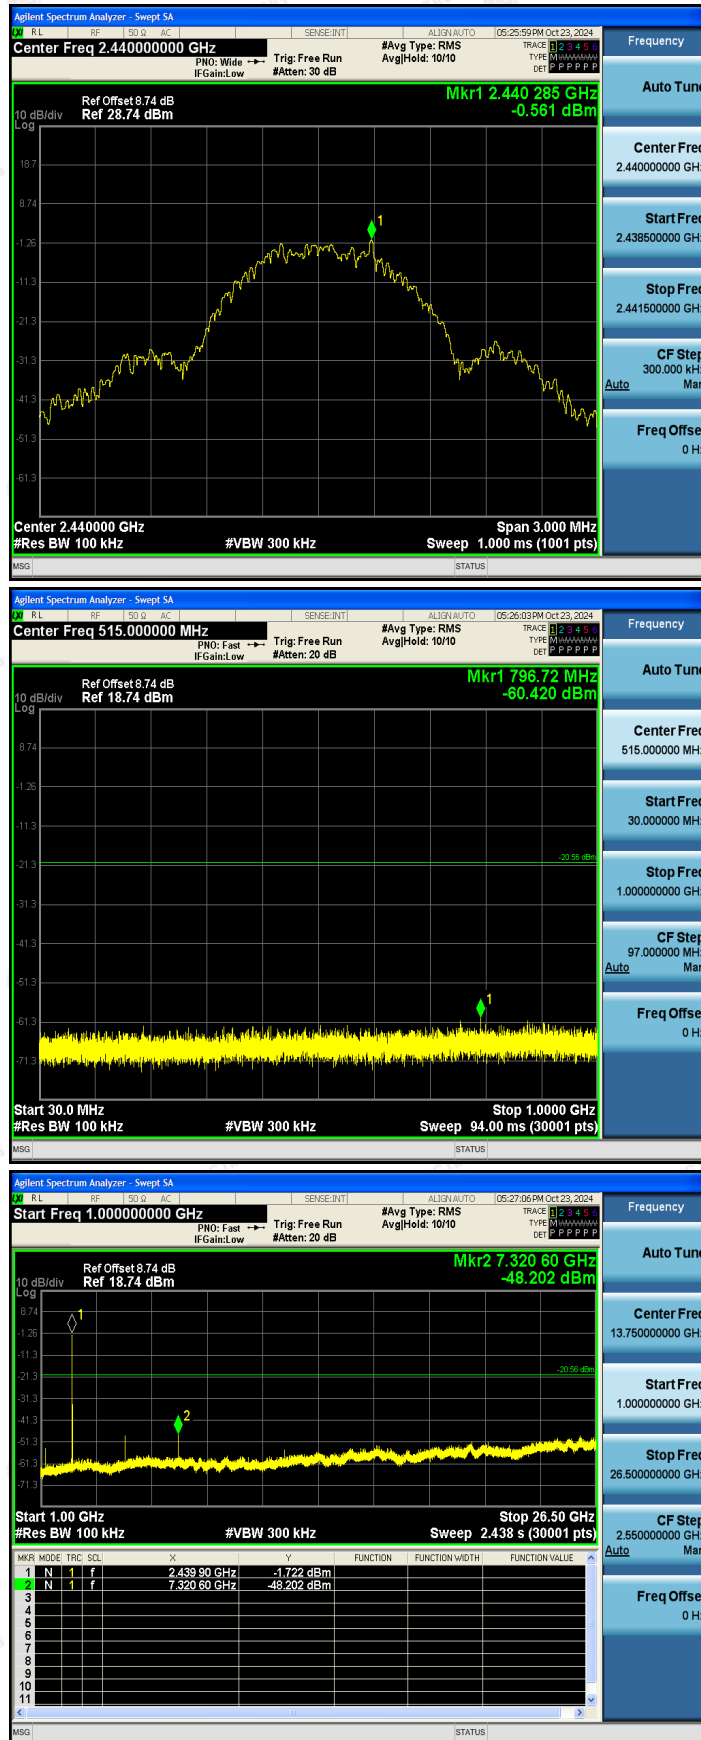 Agilent Spectrum Analyzer - Swept SA
LXI RL RF 50 Ω AC SENSE:INT ALIGNAUTO 05:25:59PM Oct 23, 2024
Center Freq 2.440000000 GHz #Avg Type: RMS TRACE 1 2 3 4 5 6
PNO: Wide Trig: Free Run Avg|Hold: 10/10 TYPE M
IFGain:Low #Atten: 30 dB DET P P P P P P
Mkr1 2.440 285 GHz
-0.561 dBm
Ref Offset 8.74 dB
10 dB/div Ref 28.74 dBm
Log
18.7
8.74
1
-1.26
-11.3
-21.3
-31.3
-41.3
-51.3
-61.3
Center 2.440000 GHz Span 3.000 MHz
#Res BW 100 kHz #VBW 300 kHz Sweep 1.000 ms (1001 pts)
MSG STATUS
Frequency
Auto Tune
Center Freq
2.440000000 GHz
Start Freq
2.438500000 GHz
Stop Freq
2.441500000 GHz
CF Step
300.000 kHz
Auto Man
Freq Offset
0 Hz
Agilent Spectrum Analyzer - Swept SA
LXI RL RF 50 Ω AC SENSE:INT ALIGNAUTO 05:26:03PM Oct 23, 2024
Center Freq 515.000000 MHz #Avg Type: RMS TRACE 1 2 3 4 5 6
PNO: Fast Trig: Free Run Avg|Hold: 10/10 TYPE M
IFGain:Low #Atten: 20 dB DET P P P P P P
Mkr1 796.72 MHz
-60.420 dBm
Ref Offset 8.74 dB
10 dB/div Ref 18.74 dBm
Log
8.74
-1.26
-11.3
-21.3
-20.56 dBm
-31.3
-41.3
-51.3
1
-61.3
-71.3
Start 30.0 MHz Stop 1.0000 GHz
#Res BW 100 kHz #VBW 300 kHz Sweep 94.00 ms (30001 pts)
MSG STATUS
Frequency
Auto Tune
Center Freq
515.000000 MHz
Start Freq
30.000000 MHz
Stop Freq
1.000000000 GHz
CF Step
97.000000 MHz
Auto Man
Freq Offset
0 Hz
Agilent Spectrum Analyzer - Swept SA
LXI RL RF 50 Ω AC SENSE:INT ALIGNAUTO 05:27:06PM Oct 23, 2024
Start Freq 1.000000000 GHz #Avg Type: RMS TRACE 1 2 3 4 5 6
PNO: Fast Trig: Free Run Avg|Hold: 10/10 TYPE M
IFGain:Low #Atten: 20 dB DET P P P P P P
Mkr2 7.320 60 GHz
-48.202 dBm
Ref Offset 8.74 dB
10 dB/div Ref 18.74 dBm
Log
8.74
1
-1.26
-11.3
-21.3
-20.56 dBm
-31.3
-41.3
2
-51.3
-61.3
-71.3
Start 1.00 GHz Stop 26.50 GHz
#Res BW 100 kHz #VBW 300 kHz Sweep 2.438 s (30001 pts)
MKR MODE TRC SCL X Y FUNCTION FUNCTION WIDTH FUNCTION VALUE
1 N 1 f 2.439 90 GHz -1.722 dBm
2 N 1 f 7.320 60 GHz -48.202 dBm
3
4
5
6
7
8
9
10
11
MSG STATUS
Frequency
Auto Tune
Center Freq
13.750000000 GHz
Start Freq
1.000000000 GHz
Stop Freq
26.500000000 GHz
CF Step
2.550000000 GHz
Auto Man
Freq Offset
0 Hz